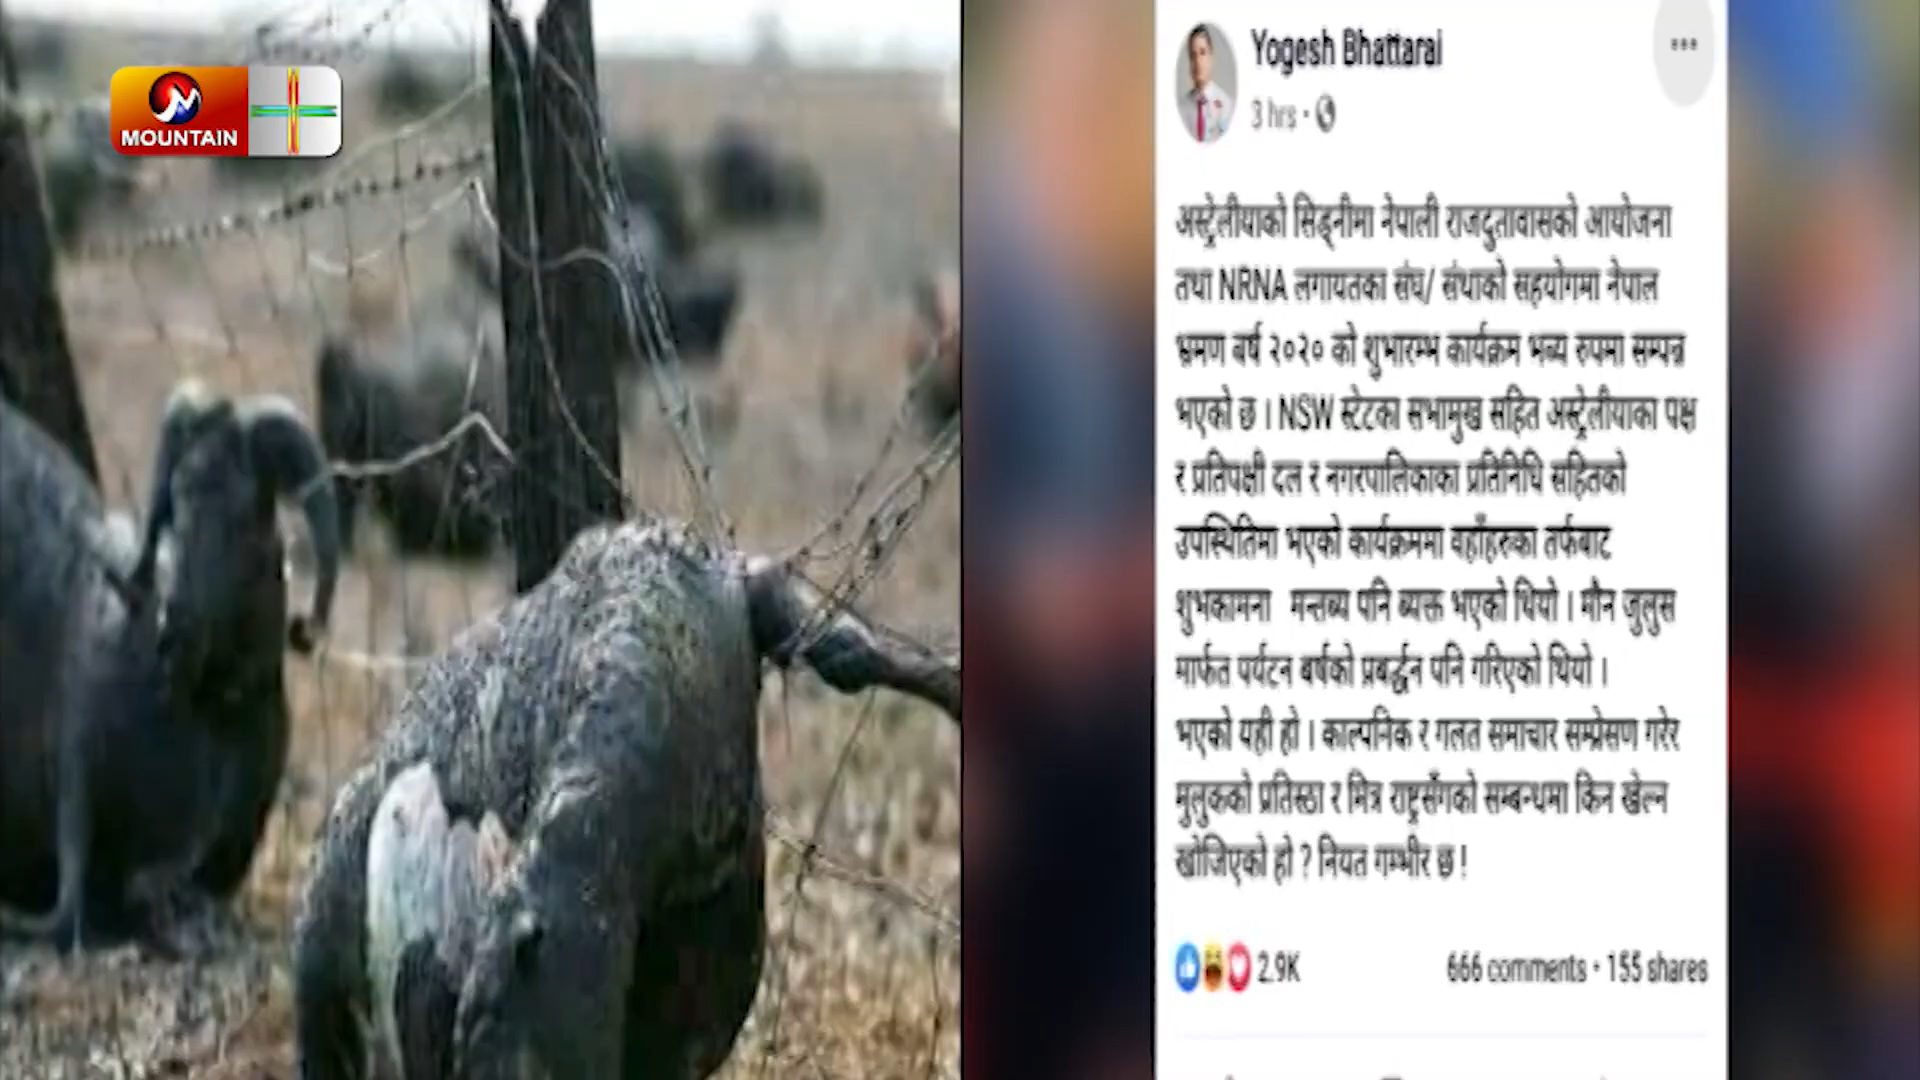 MOUNTAIN
Yogesh Bhattarai
3 hrs
अस्ट्रेलीयाको सिड्नीमा नेपाली राजदुतावासको आयोजना
तथा NRNA लगायतका संघ/ संथाको सहयोगमा नेपाल
भ्रमण बर्ष २०२० को शुभारम्भ कार्यक्रम भब्य रुपमा सम्पन्न
भएको छ । NSW स्टेटका सभामुख सहित अस्ट्रेलीयाका पक्ष
र प्रतिपक्षी दल र नगरपालिकाका प्रतिनिधि सहितको
उपस्थितिमा भएको कार्यक्रममा वहाँहरुका तर्फबाट
शुभकामना मन्तब्य पनि ब्यक्त भएको थियो । मौन जुलुस
मार्फत पर्यटन बर्षको प्रबर्द्धन पनि गरिएको थियो ।
भएको यही हो । काल्पनिक र गलत समाचार सम्प्रेसण गरेर
मुलुकको प्रतिस्ठा र मित्र राष्ट्रसँगको सम्बन्धमा किन खेल्न
खोजिएको हो ? नियत गम्भीर छ !
2.9K
666 comments • 155 shares